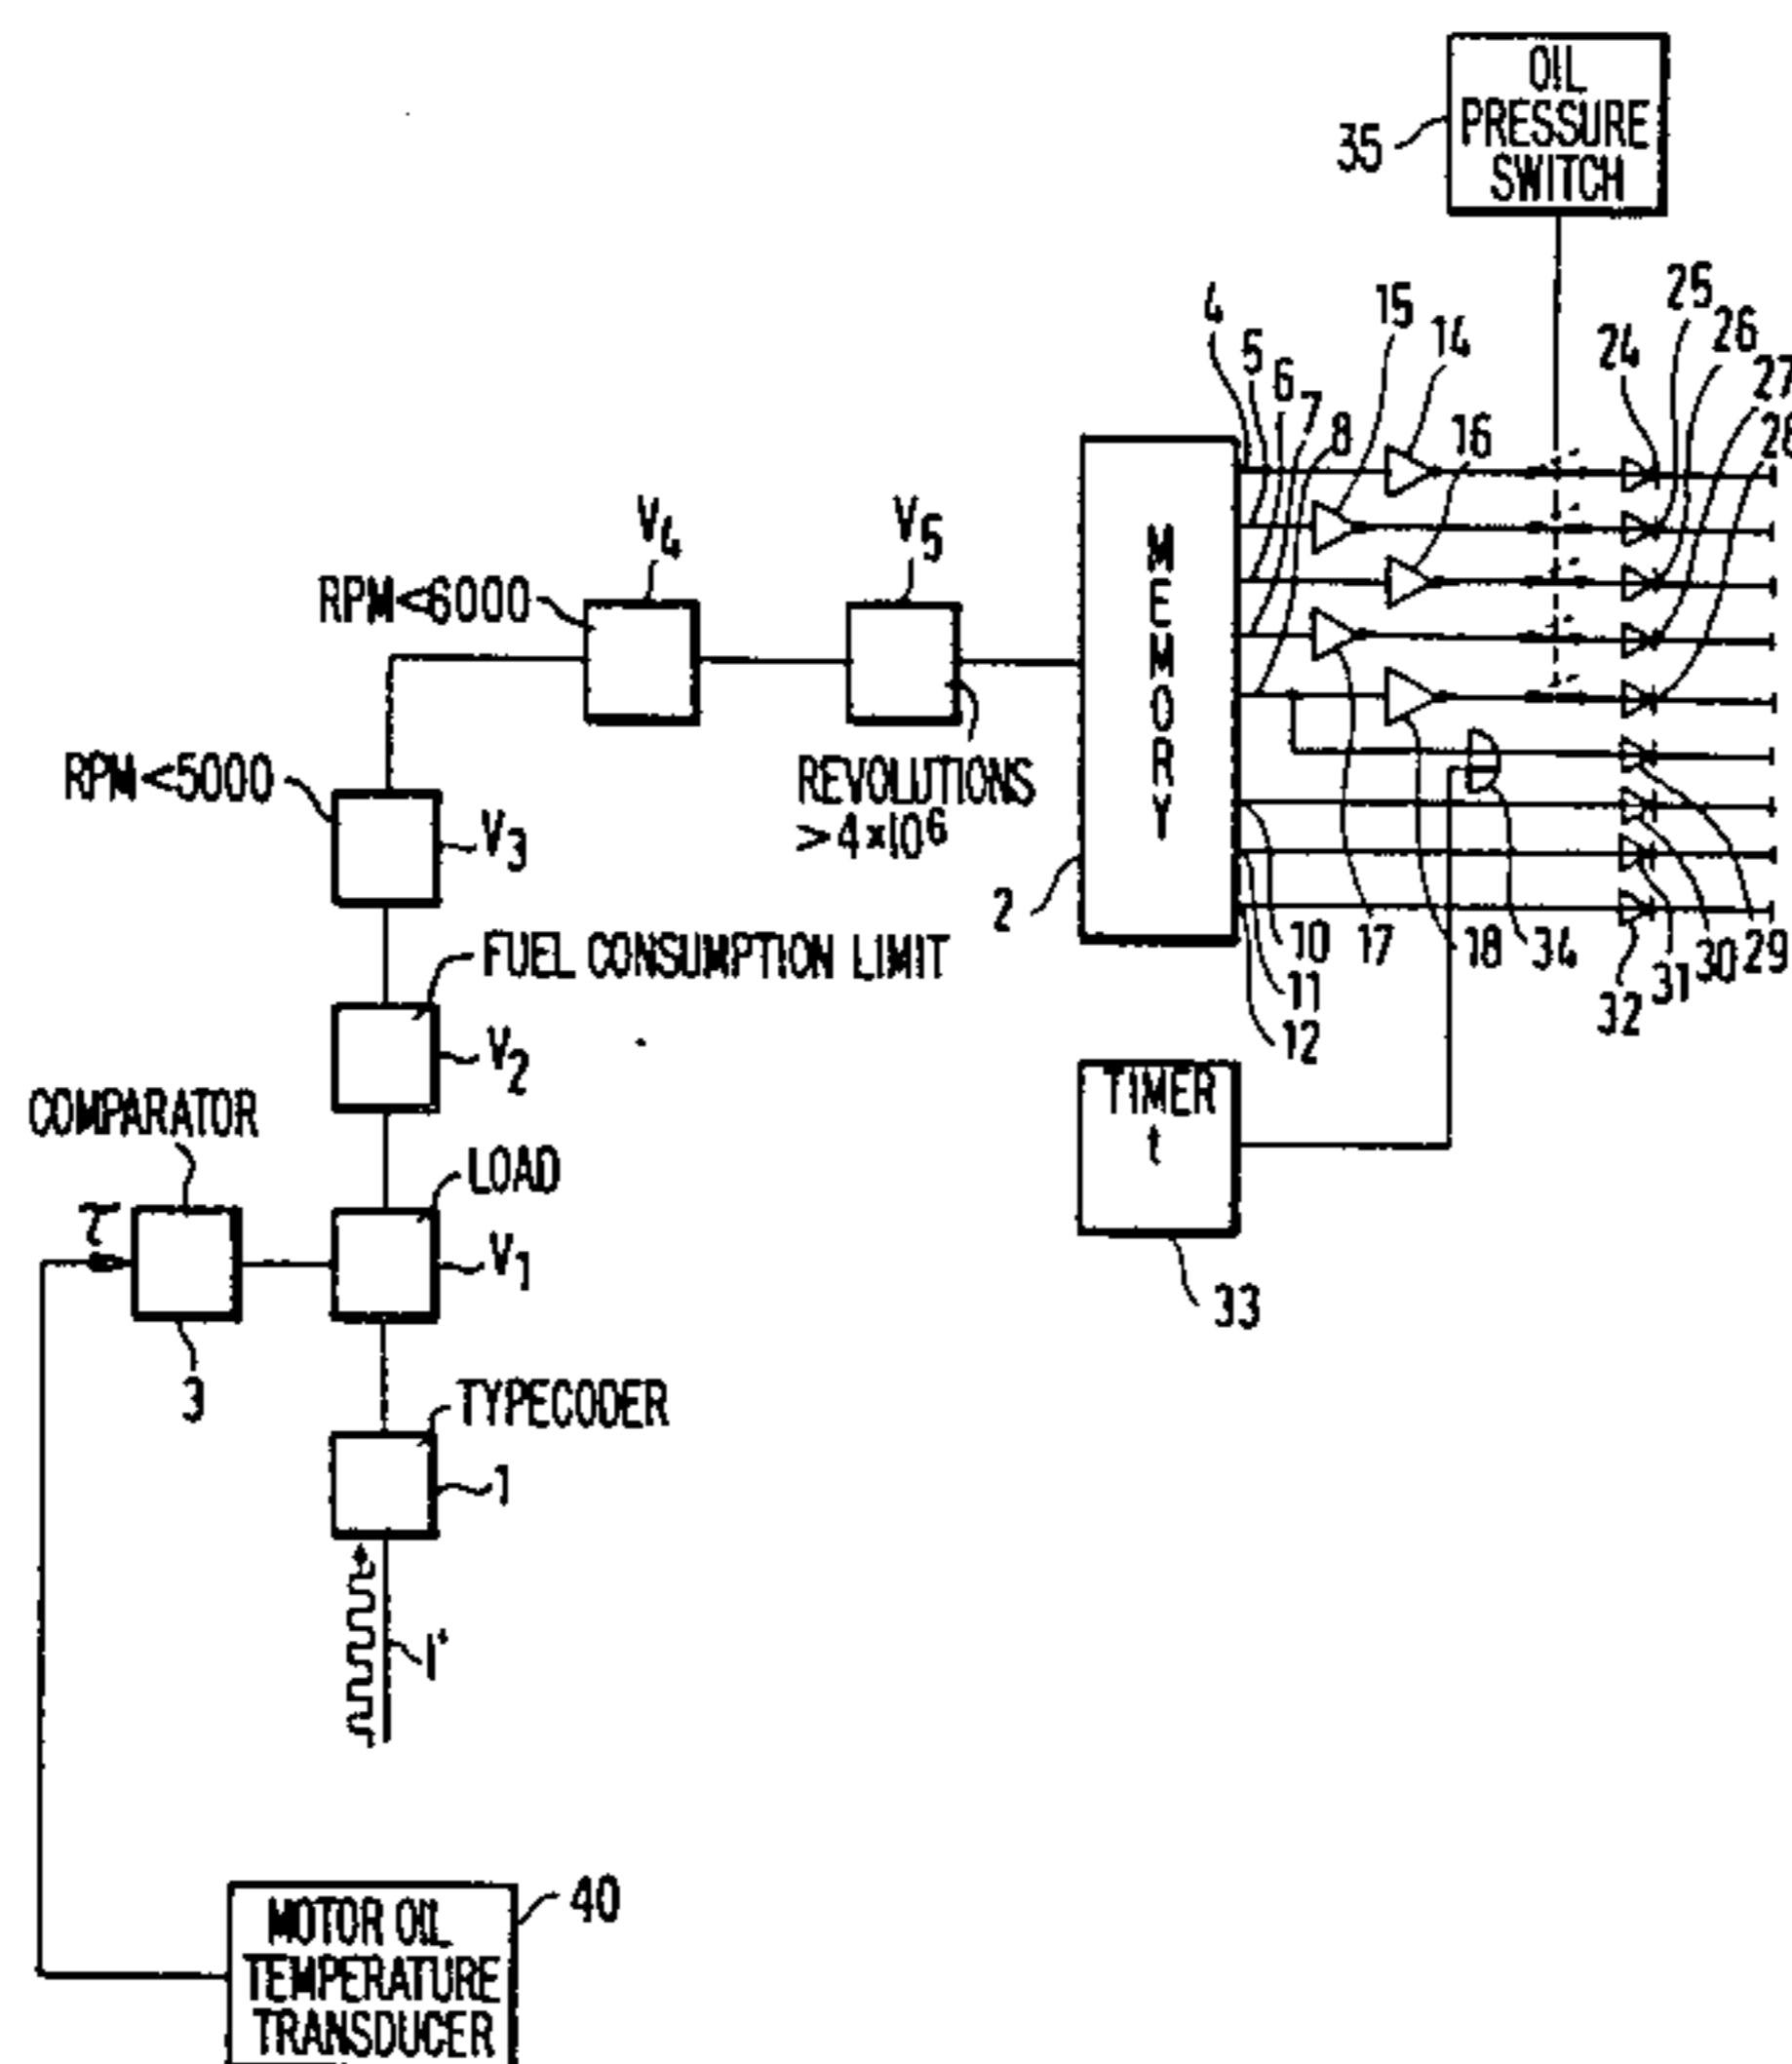 OIL
PRESSURE
SWITCH
35
4
5
6
7
8
15
14
16
24
25
26
27
28
V4
V5
RPM<6000
MEMORY
RPM<5000
V3
REVOLUTIONS
>4×10⁶
2
10
11
12
17
18
34
32
31
30
29
FUEL CONSUMPTION LIMIT
V2
TIMER
t
33
COMPARATOR
LOAD
τ
V1
3
TYPECODER
1
1'
40
MOTOR OIL
TEMPERATURE
TRANSDUCER